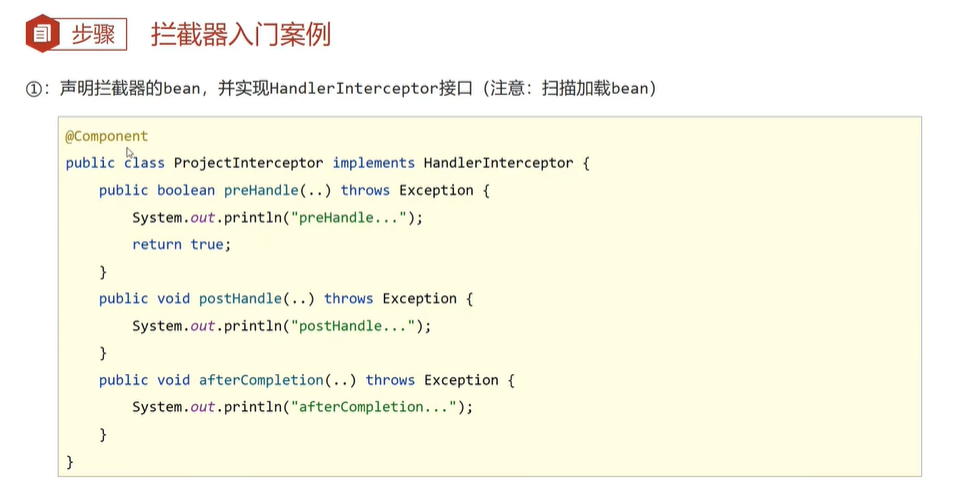 步骤 拦截器入门案例
①：声明拦截器的bean，并实现HandlerInterceptor接口（注意：扫描加载bean）
@Component
public class ProjectInterceptor implements HandlerInterceptor {
    public boolean preHandle(..) throws Exception {
        System.out.println("preHandle...");
        return true;
    }
    public void postHandle(..) throws Exception {
        System.out.println("postHandle...");
    }
    public void afterCompletion(..) throws Exception {
        System.out.println("afterCompletion...");
    }
}